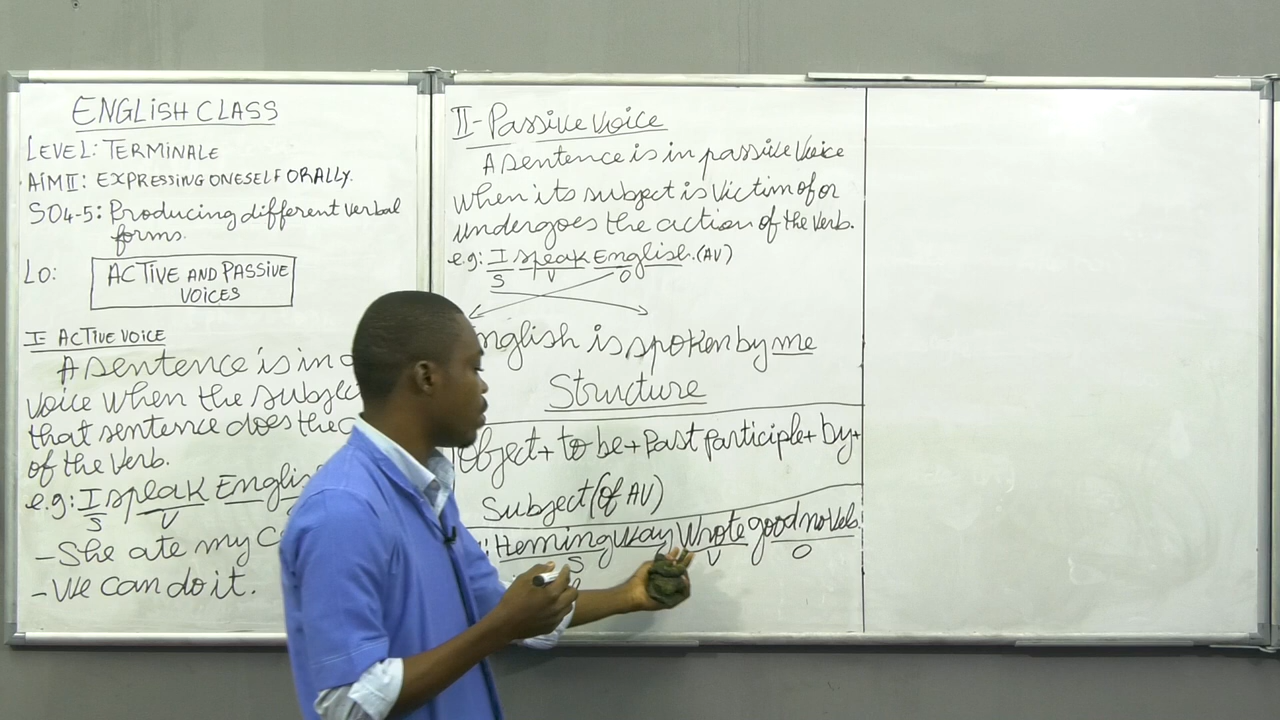 ENGLISH CLASS
LEVEL: TERMINALE
AIM II: EXPRESSING ONESELF ORALLY.
SO4-5: Producing different verbal
forms.
LO: ACTIVE AND PASSIVE
VOICES
I- ACTIVE VOICE
A sentence is in
voice when the
that sentence does the
of the verb.
e.g: I speak
S V
- She ate my
- We can do it.
II- Passive voice
A sentence is in passive voice
when its subject is victim of or
undergoes the action of the verb.
e.g: I speak English. (AV)
S V O
is spoken by me
Structure
Object + to be + Past participle + by +
Subject (of AV)
Hemingway wrote good novels
S V O